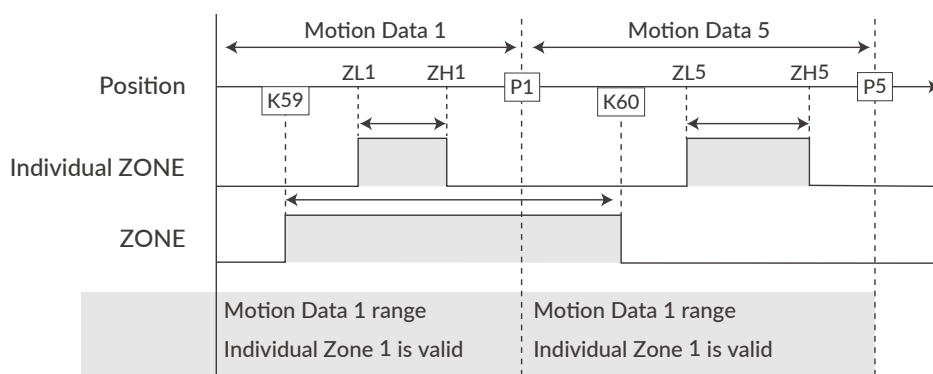 Motion Data 1
Motion Data 5
Position
ZL1
ZH1
ZL5
ZH5
K59
P1
K60
P5
Individual ZONE
ZONE
Motion Data 1 range
Individual Zone 1 is valid
Motion Data 1 range
Individual Zone 1 is valid